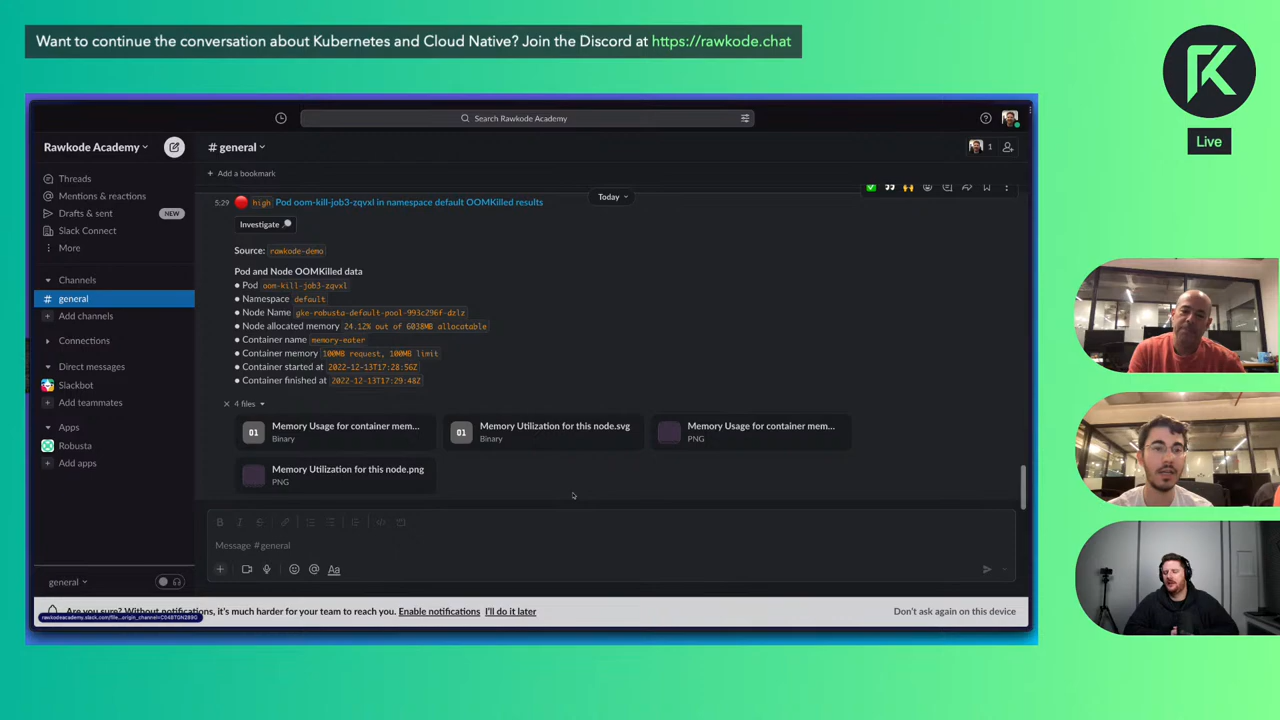 Want to continue the conversation about Kubernetes and Cloud Native? Join the Discord at https://rawkode.chat
Live
Search Rawkode Academy
Rawkode Academy
# general
1
Add a bookmark
Threads
Mentions & reactions
Drafts & sent NEW
Slack Connect
More
Channels
# general
Add channels
Connections
Direct messages
Slackbot
Add teammates
Apps
Robusta
Add apps
general
Today
5:29 high Pod oom-kill-job3-zqvxl in namespace default OOMKilled results
Investigate
Source: rawkode-demo
Pod and Node OOMKilled data
● Pod oom-kill-job3-zqvxl
● Namespace default
● Node Name gke-robusta-default-pool-993c296f-dzlz
● Node allocated memory 24.12% out of 6038MB allocatable
● Container name memory-eater
● Container memory 100MB request, 100MB limit
● Container started at 2022-12-13T17:28:56Z
● Container finished at 2022-12-13T17:29:48Z
4 files
01 Memory Usage for container mem...
Binary
01 Memory Utilization for this node.svg
Binary
Memory Usage for container mem...
PNG
Memory Utilization for this node.png
PNG
Message #general
Aa
Are you sure? Without notifications, it's much harder for your team to reach you. Enable notifications I'll do it later
Don't ask again on this device